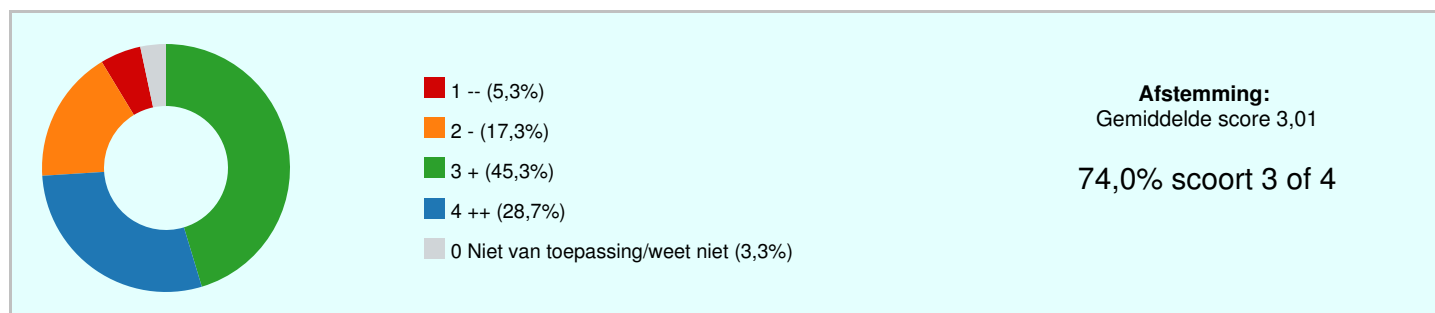 1 -- (5,3%)
2 - (17,3%)
3 + (45,3%)
4 ++ (28,7%)
0 Niet van toepassing/weet niet (3,3%)
Afstemming:
Gemiddelde score 3,01
74,0% scoort 3 of 4